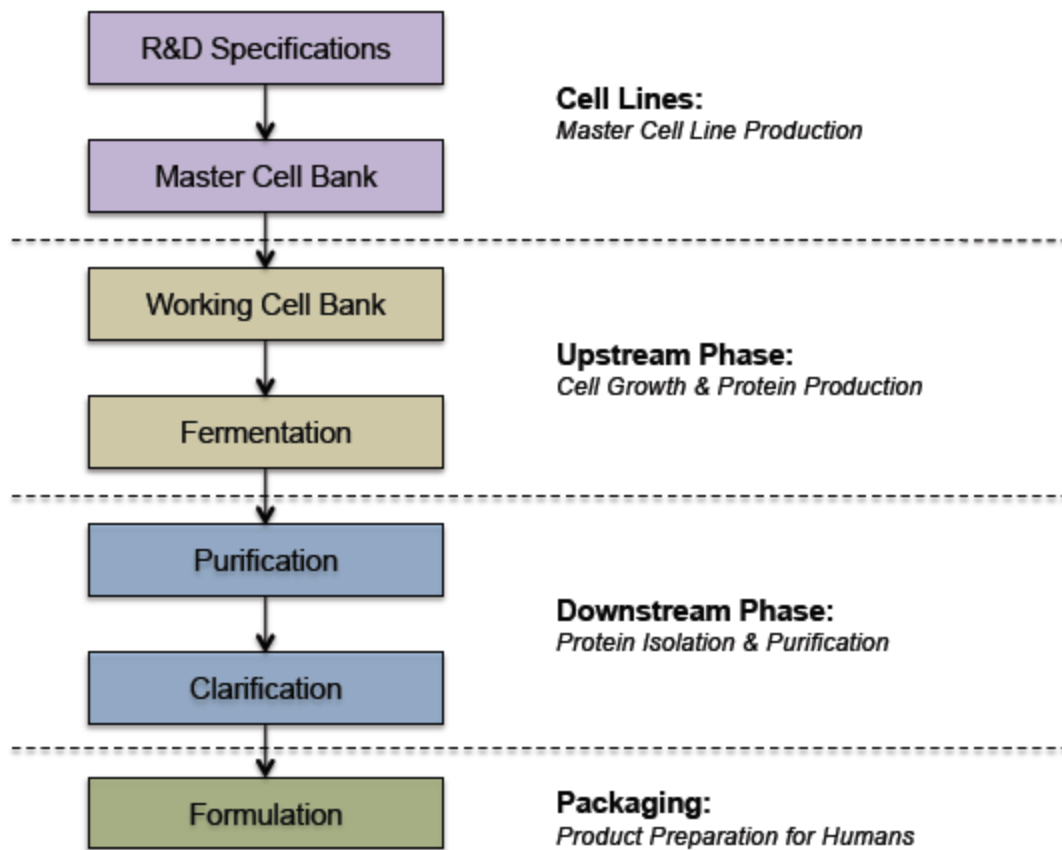 R&D Specifications
Cell Lines:
Master Cell Line Production
Master Cell Bank
Working Cell Bank
Upstream Phase:
Cell Growth & Protein Production
Fermentation
Purification
Downstream Phase:
Protein Isolation & Purification
Clarification
Formulation
Packaging:
Product Preparation for Humans